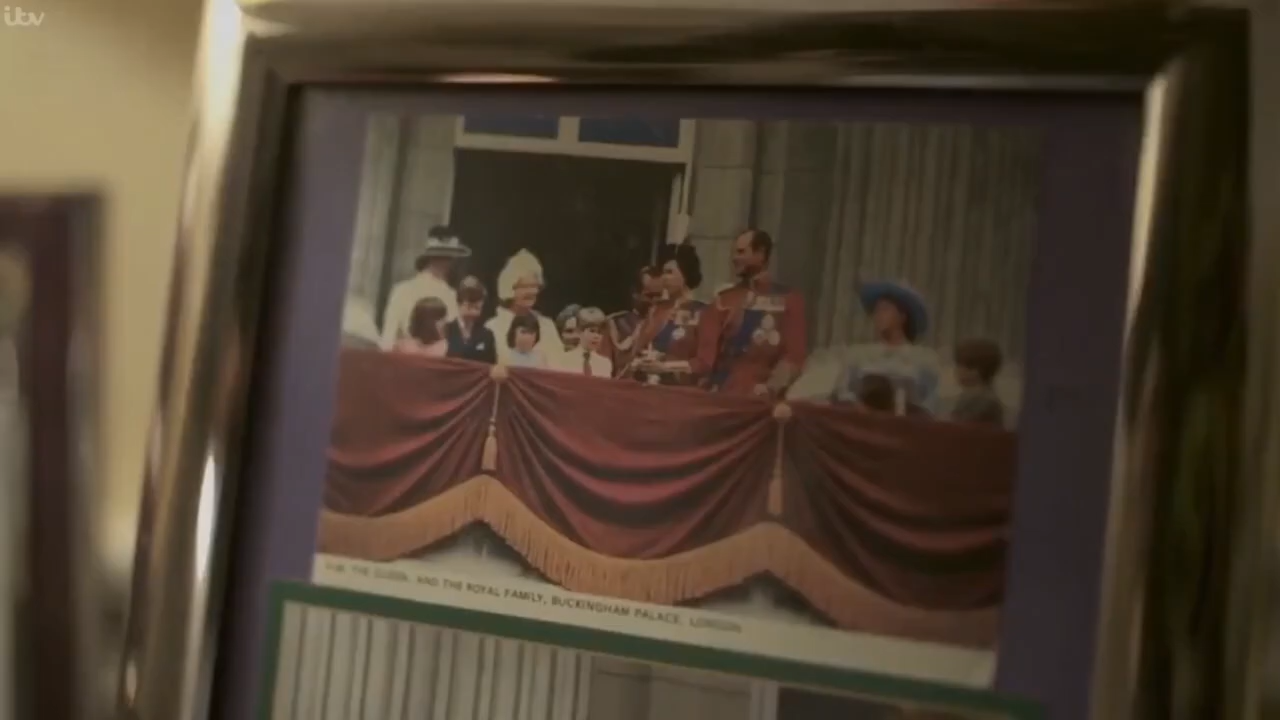 itv
THE QUEEN, AND THE ROYAL FAMILY, BUCKINGHAM PALACE, LONDON